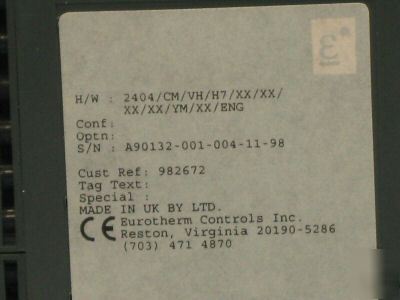 H/W : 2404/CM/VH/H7/XX/XX/
XX/XX/YM/XX/ENG
Conf:
Optn:
S/N : A90132-001-004-11-98
Cust Ref: 982672
Tag Text:
Special :
MADE IN UK BY LTD.
CE Eurotherm Controls Inc.
Reston, Virginia 20190-5286
(703) 471 4870